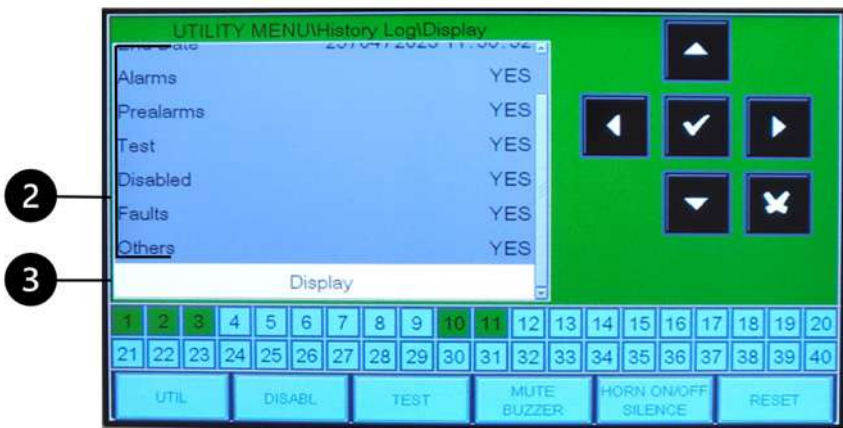 UTILITY MENU\History Log\Display
End Date
Alarms YES
Prealarms YES
Test YES
Disabled YES
Faults YES
Others YES
Display
2
3
1 2 3 4 5 6 7 8 9 10 11 12 13 14 15 16 17 18 19 20
21 22 23 24 25 26 27 28 29 30 31 32 33 34 35 36 37 38 39 40
UTIL DISABL TEST MUTE BUZZER HORN ON/OFF SILENCE RESET